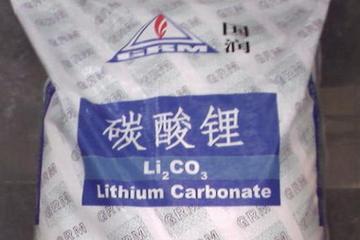 GRM
国润
碳酸锂
Li₂CO₃
Lithium Carbonate